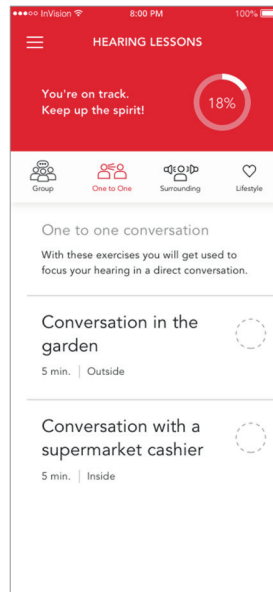 InVision 8:00 PM 100%
HEARING LESSONS
You're on track.
Keep up the spirit!
18%
Group One to One Surrounding Lifestyle
One to one conversation
With these exercises you will get used to
focus your hearing in a direct conversation.
Conversation in the
garden
5 min. | Outside
Conversation with a
supermarket cashier
5 min. | Inside